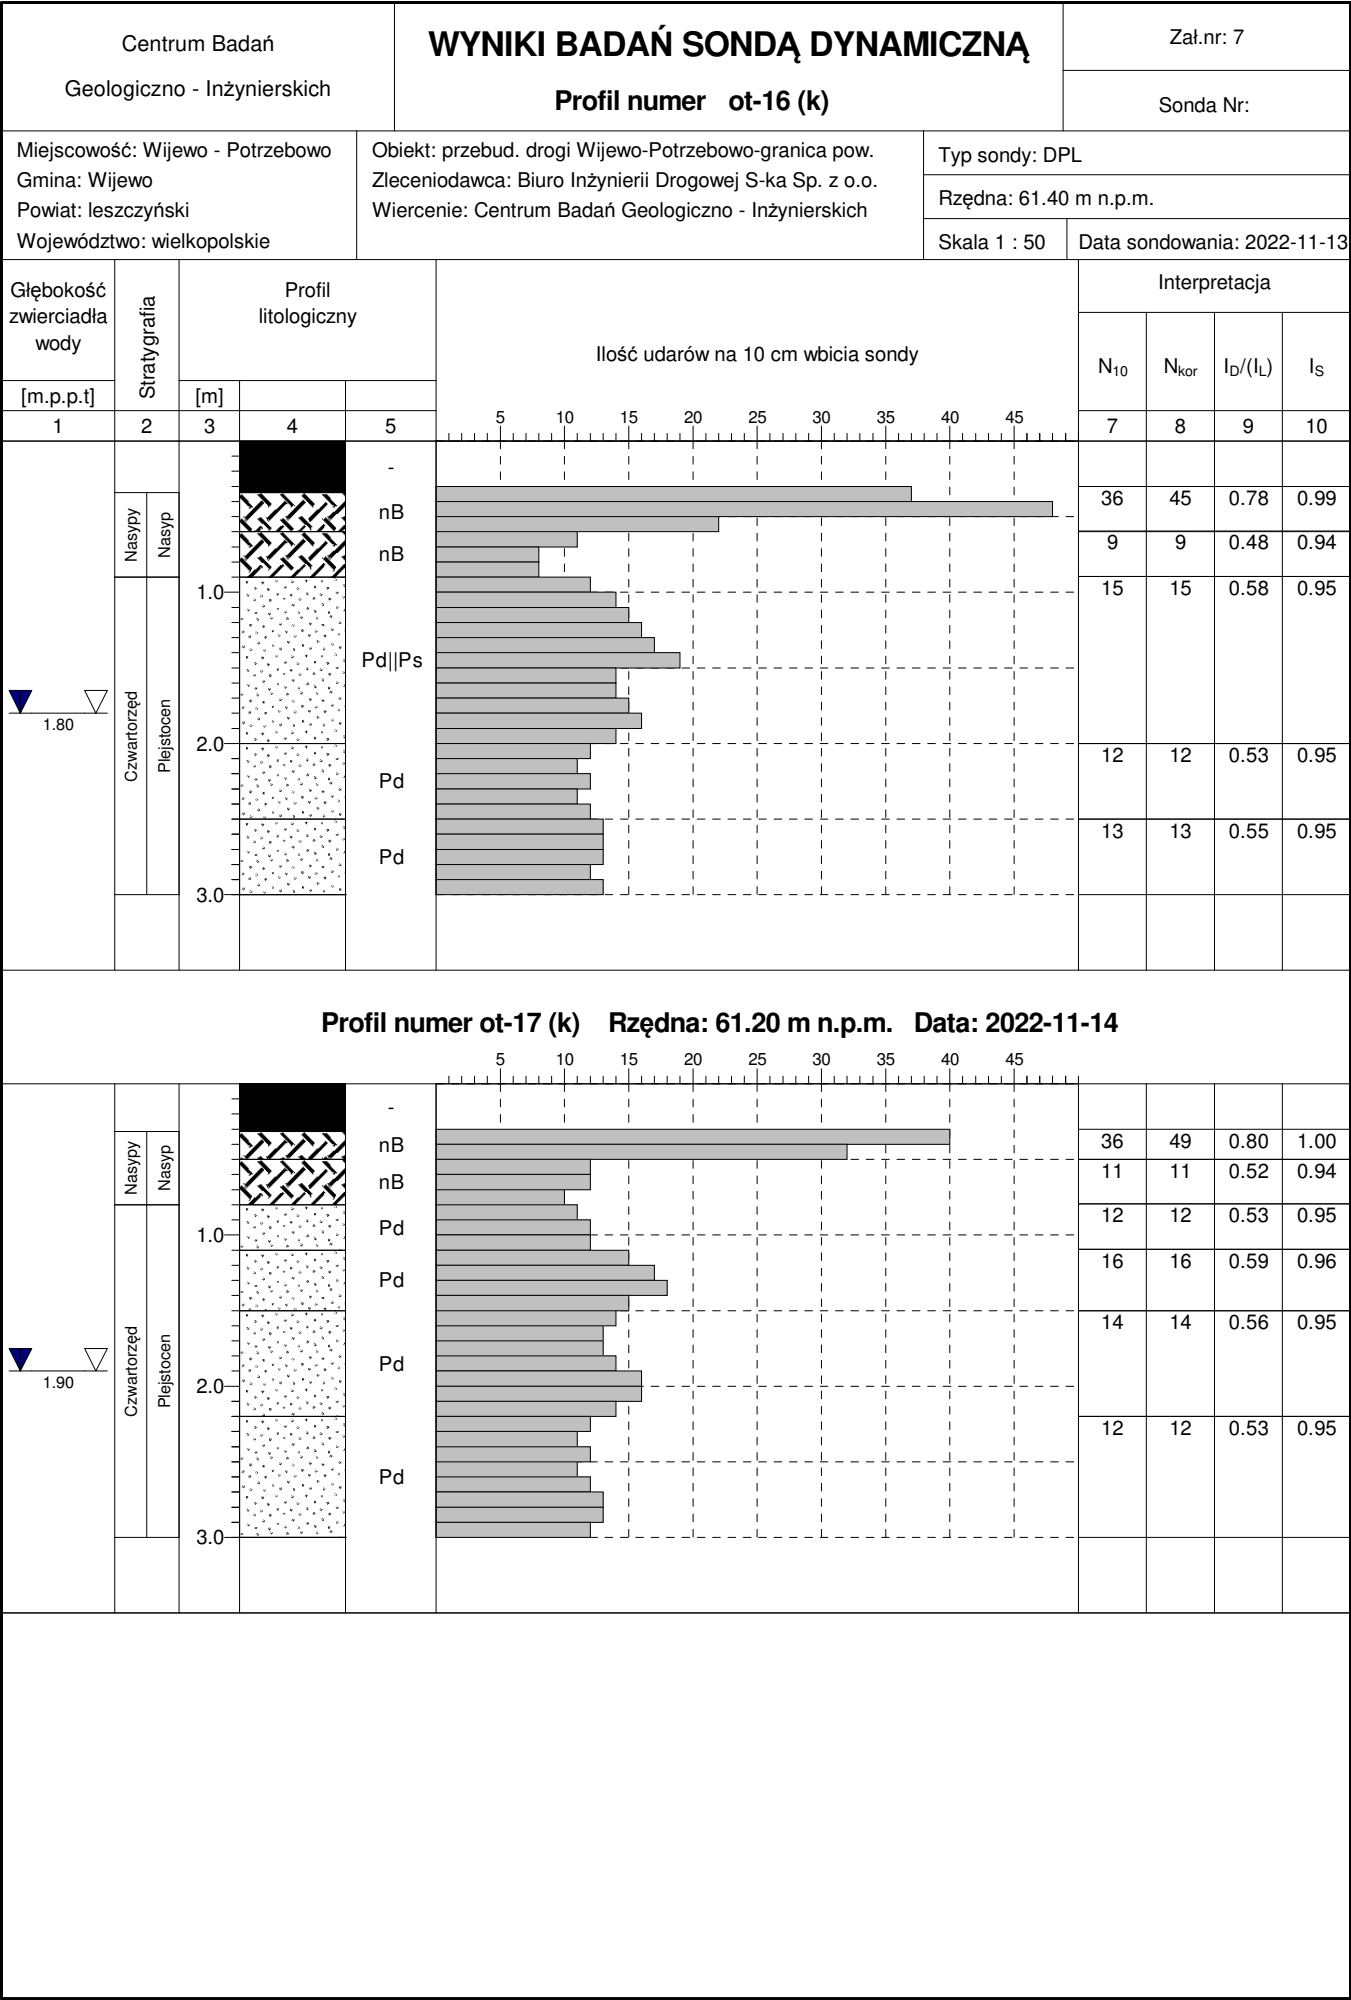 Centrum Badań
Geologiczno - Inżynierskich
WYNIKI BADAŃ SONDĄ DYNAMICZNĄ
Profil numer ot-16 (k)
Zał.nr: 7
Sonda Nr:
Miejscowość: Wijewo - Potrzebowo
Gmina: Wijewo
Powiat: leszczyński
Województwo: wielkopolskie
Obiekt: przebud. drogi Wijewo-Potrzebowo-granica pow.
Zleceniodawca: Biuro Inżynierii Drogowej S-ka Sp. z o.o.
Wiercenie: Centrum Badań Geologiczno - Inżynierskich
Typ sondy: DPL
Rzędna: 61.40 m n.p.m.
Skala 1 : 50
Data sondowania: 2022-11-13
Głębokość
zwierciadła
wody
[m.p.p.t]
Stratygrafia
Profil
litologiczny
[m]
Ilość udarów na 10 cm wbicia sondy
Interpretacja
N10 Nkor ID/(IL) IS
1 2 3 4 5
5 10 15 20 25 30 35 40 45
7 8 9 10
-
Nasypy Nasyp
nB 36 45 0.78 0.99
nB 9 9 0.48 0.94
1.0 15 15 0.58 0.95
Pd||Ps
1.80
Czwartorzęd Plejstocen
2.0 12 12 0.53 0.95
Pd
13 13 0.55 0.95
Pd
3.0
Profil numer ot-17 (k) Rzędna: 61.20 m n.p.m. Data: 2022-11-14
5 10 15 20 25 30 35 40 45
-
Nasypy Nasyp
nB 36 49 0.80 1.00
nB 11 11 0.52 0.94
12 12 0.53 0.95
1.0 Pd
16 16 0.59 0.96
Pd
14 14 0.56 0.95
Czwartorzęd Plejstocen
Pd
1.90
2.0
12 12 0.53 0.95
Pd
3.0